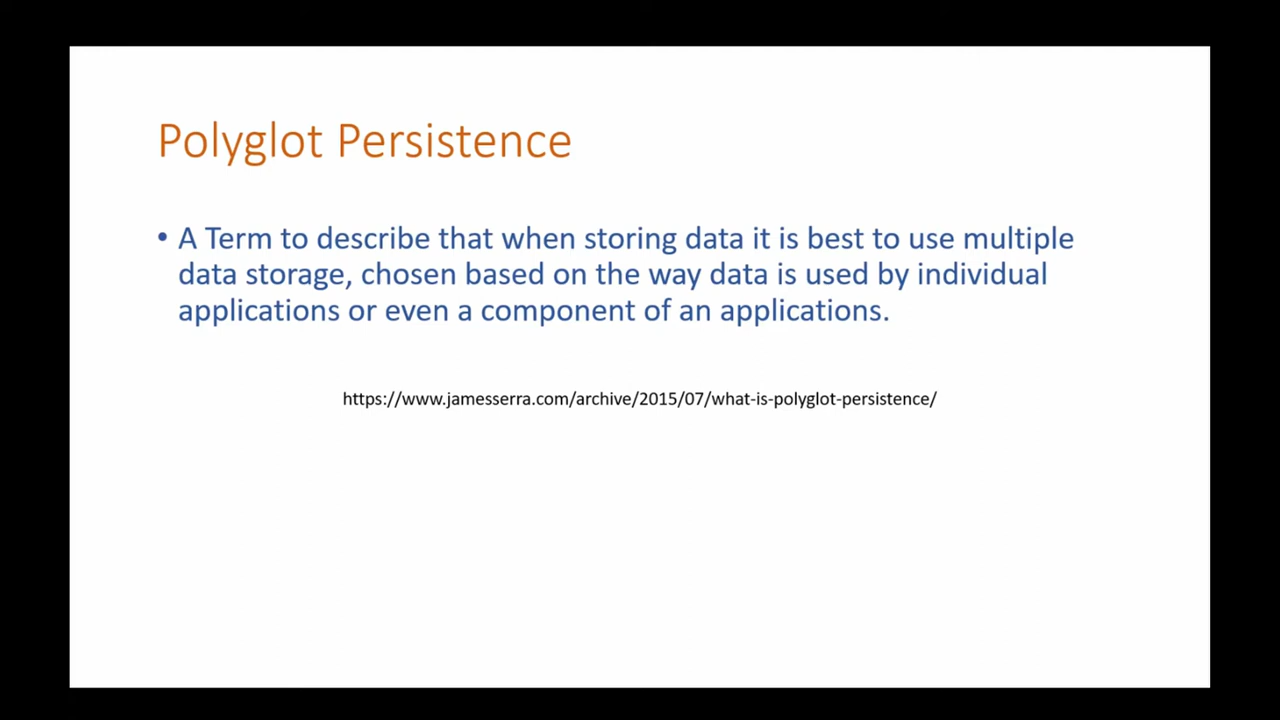 Polyglot Persistence
• A Term to describe that when storing data it is best to use multiple
data storage, chosen based on the way data is used by individual
applications or even a component of an applications.
https://www.jamesserra.com/archive/2015/07/what-is-polyglot-persistence/